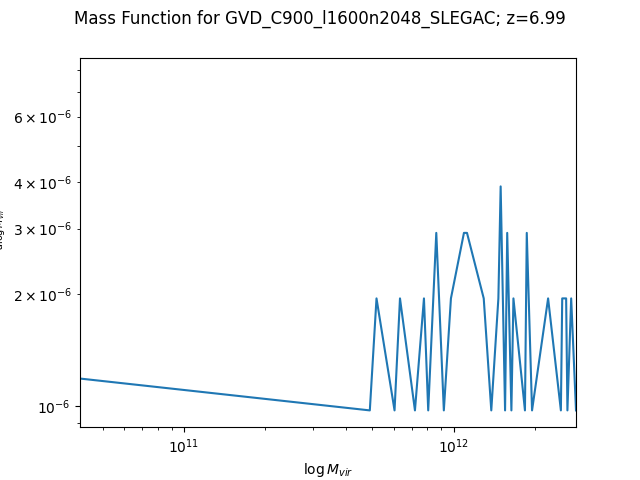 Mass Function for GVD_C900_l1600n2048_SLEGAC; z=6.99
6 × 10⁻⁶
4 × 10⁻⁶
3 × 10⁻⁶
2 × 10⁻⁶
10⁻⁶
10¹¹ 10¹²
log M_vir